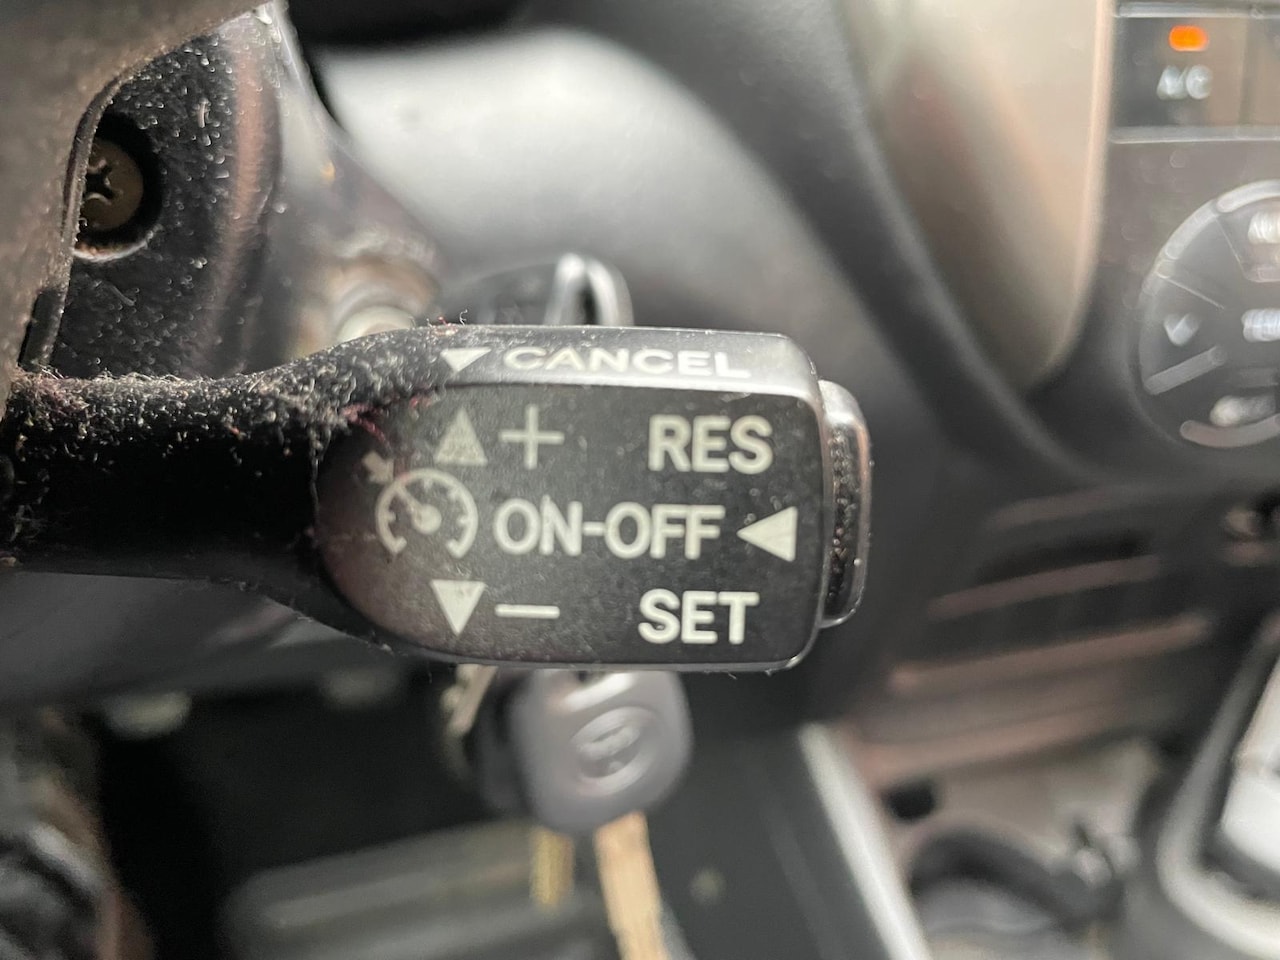 A/C
CANCEL
+ RES
ON-OFF
— SET